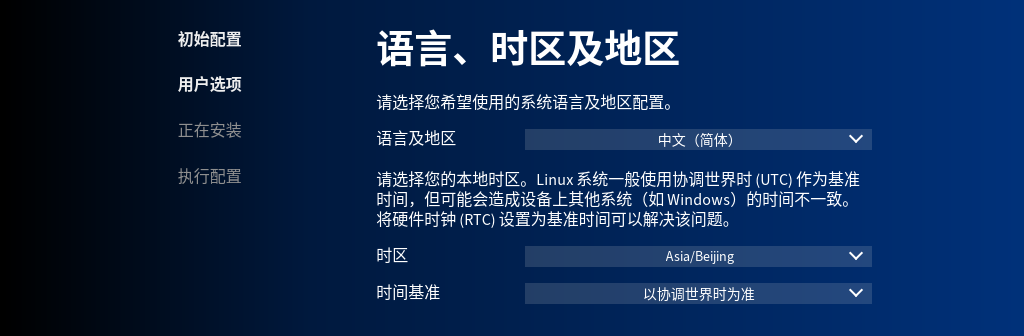 初始配置
用户选项
正在安装
执行配置
语言、时区及地区
请选择您希望使用的系统语言及地区配置。
语言及地区
中文（简体）
请选择您的本地时区。Linux 系统一般使用协调世界时 (UTC) 作为基准
时间，但可能会造成设备上其他系统（如 Windows）的时间不一致。
将硬件时钟 (RTC) 设置为基准时间可以解决该问题。
时区
Asia/Beijing
时间基准
以协调世界时为准